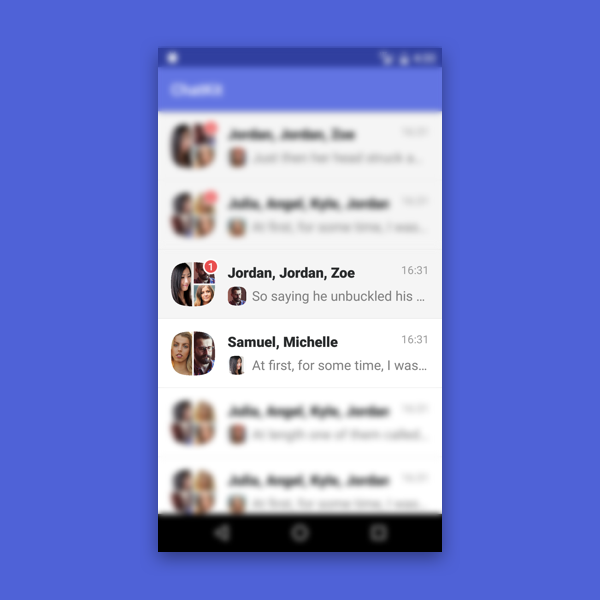 ChatKit
Jordan, Jordan, Zoe
16:31
Just then her head struck a...
Julia, Angel, Kyle, Jordan
16:31
At first, for some time, I was...
1
Jordan, Jordan, Zoe
16:31
So saying he unbuckled his ...
Samuel, Michelle
16:31
At first, for some time, I was...
Julia, Angel, Kyle, Jordan
16:31
At length one of them called...
Julia, Angel, Kyle, Jordan
16:31
At first, for some time, I was...